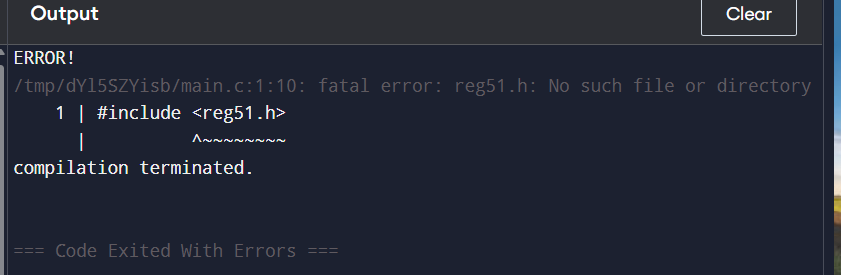 Output
Clear
ERROR!
/tmp/dYl5SZYisb/main.c:1:10: fatal error: reg51.h: No such file or directory
    1 | #include <reg51.h>
      |          ^~~~~~~~~
compilation terminated.
=== Code Exited With Errors ===